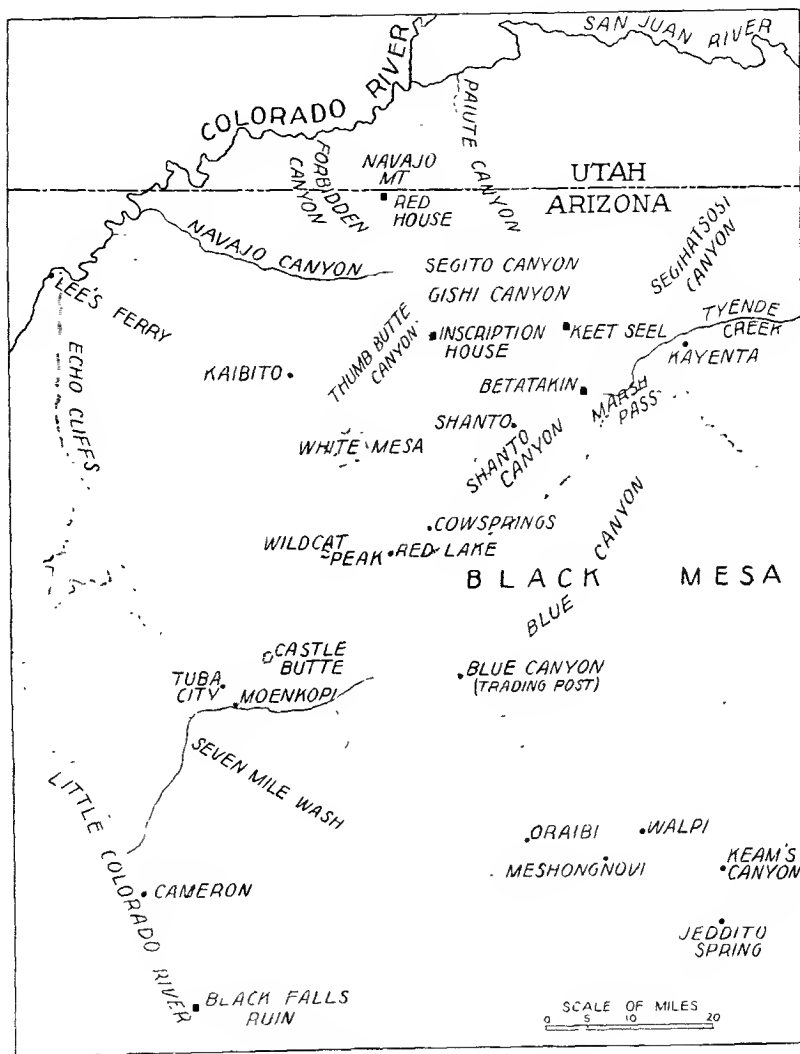 SAN JUAN RIVER
COLORADO RIVER
PAIUTE CANYON
FORBIDDEN
CANYON
NAVAJO
MT
UTAH
ARIZONA
RED
HOUSE
NAVAJO CANYON
SEGITO CANYON
SEGIHATSOSI
CANYON
GISHI CANYON
LEE'S FERRY
TYENDE
CREEK
THUMB BUTTE
CANYON
INSCRIPTION
HOUSE
KEET SEEL
KAYENTA
ECHO CLIFFS
KAIBITO
BETATAKIN
MARSH
PASS
SHANTO
SHANTO
CANYON
WHITE MESA
COWSPRINGS
WILDCAT
PEAK
RED LAKE
BLUE CANYON
BLACK MESA
CASTLE
BUTTE
TUBA
CITY
MOENKOPI
BLUE CANYON
(TRADING POST)
SEVEN MILE WASH
LITTLE COLORADO RIVER
ORAIBI
WALPI
MESHONGNOVI
KEAM'S
CANYON
CAMERON
JEDDITO
SPRING
BLACK FALLS
RUIN
SCALE OF MILES
0 5 10 20